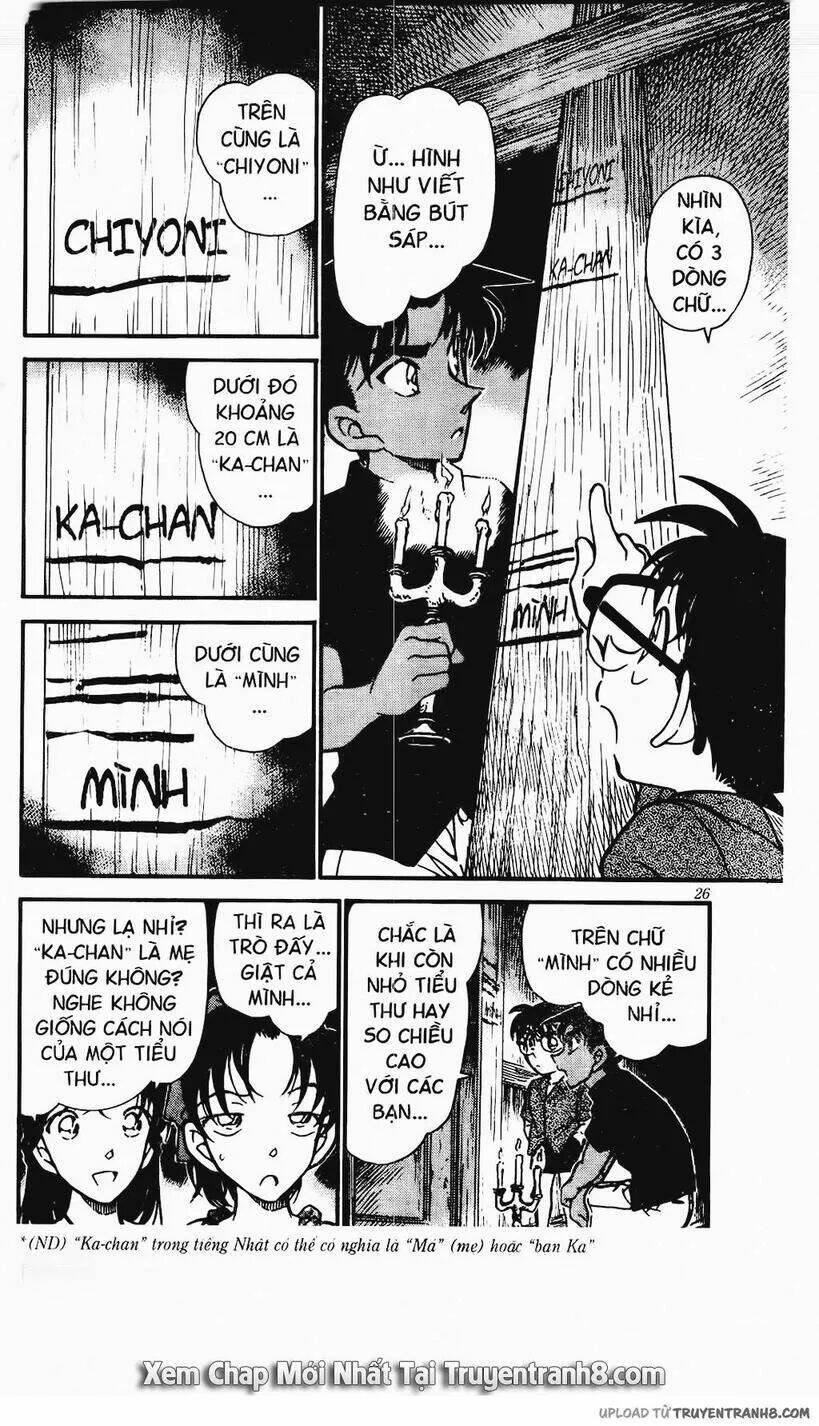 NHÌN
KÌA,
CÓ 3
DÒNG
CHỮ...
Ừ... HÌNH
NHƯ VIẾT
BẰNG BÚT
SÁP...
CHIYONI
KA-CHAN
MÌNH
TRÊN
CÙNG LÀ
“CHIYONI”
...
CHIYONI
DƯỚI ĐÓ
KHOẢNG
20 CM LÀ
“KA-CHAN”
...
KA-CHAN
DƯỚI CÙNG
LÀ “MÌNH”
...
MÌNH
26
TRÊN CHỮ
“MÌNH” CÓ NHIỀU
DÒNG KẺ
NHỈ...
CHẮC LÀ
KHI CÒN
NHỎ TIỂU
THƯ HAY
SO CHIỀU
CAO
VỚI CÁC
BẠN...
THÌ RA LÀ
TRÒ ĐẤY...
GIẬT CẢ
MÌNH...
NHƯNG LẠ NHỈ?
“KA-CHAN” LÀ MẸ
ĐÚNG KHÔNG?
NGHE KHÔNG
GIỐNG CÁCH NÓI
CỦA MỘT TIỂU
THƯ...
*(ND) “Ka-chan” trong tiếng Nhật có thể có nghĩa là “Má” (mẹ) hoặc “bạn Ka”
Xem Chap Mới Nhất Tại Truyentranh8.com
UPLOAD TỪ TRUYENTRANH8.COM